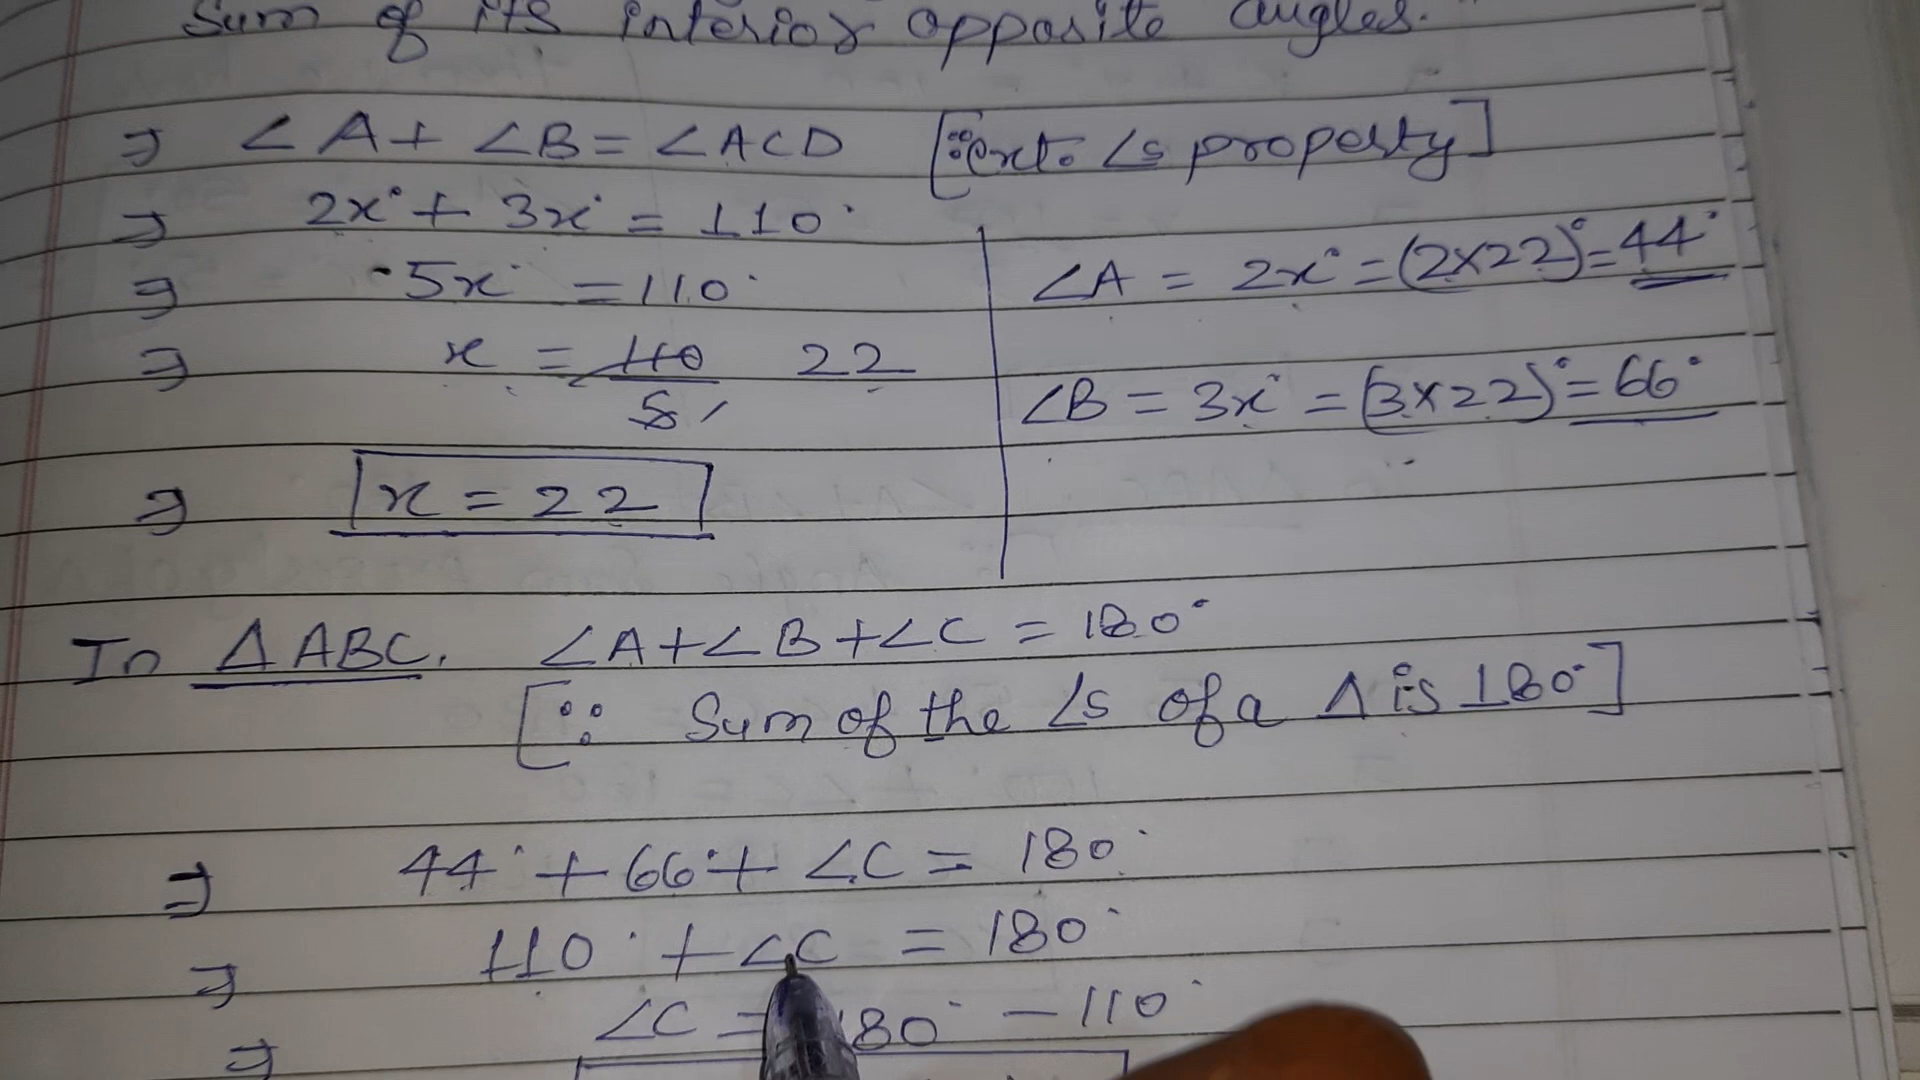 Sum of its interior opposite angles."
⇒ ∠A + ∠B = ∠ACD [∵ ext. ∠s property]
⇒ 2x° + 3x° = 110°
⇒ 5x° = 110°
⇒ x = 110/5 22
⇒ x = 22
∠A = 2x° = (2×22)° = 44°
∠B = 3x° = (3×22)° = 66°
In ΔABC, ∠A+∠B+∠C = 180°
[∵ Sum of the ∠s of a Δ is 180°]
⇒ 44° + 66° + ∠C = 180°
⇒ 110° + ∠C = 180°
⇒ ∠C = 180° – 110°